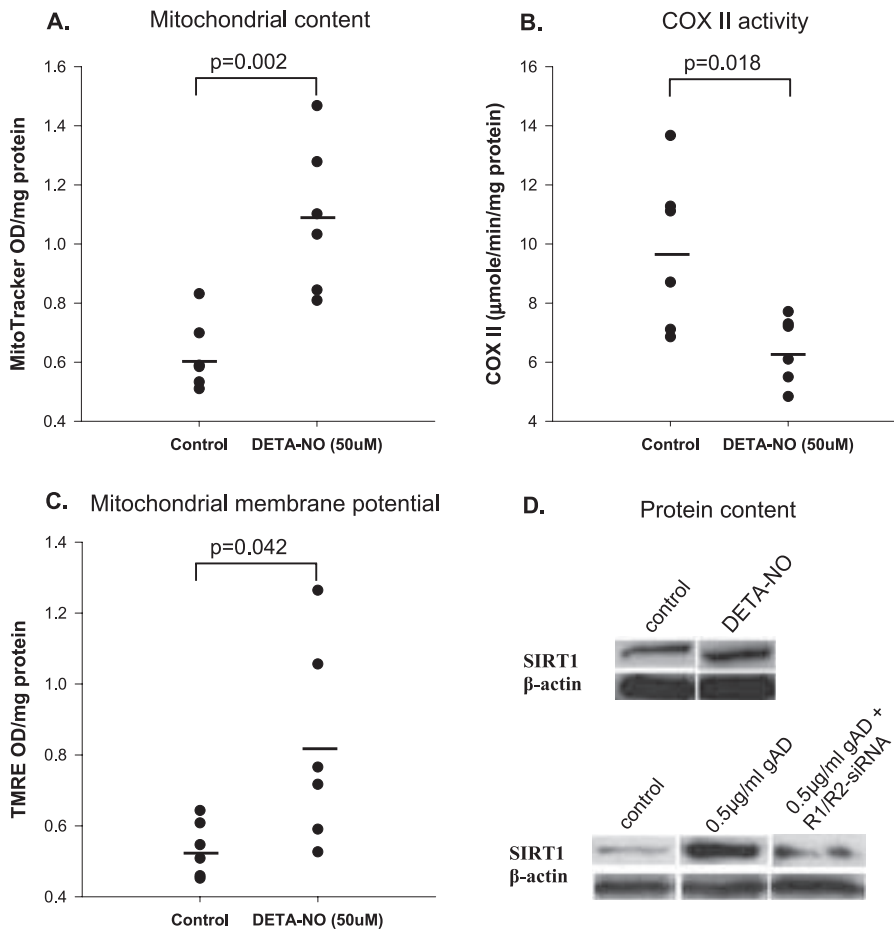 A. Mitochondrial content
p=0.002
MitoTracker OD/mg protein
1.6
1.4
1.2
1.0
0.8
0.6
0.4
Control DETA-NO (50uM)
B. COX II activity
p=0.018
COX II (μmole/min/mg protein)
16
14
12
10
8
6
4
Control DETA-NO (50uM)
C. Mitochondrial membrane potential
p=0.042
TMRE OD/mg protein
1.4
1.2
1.0
0.8
0.6
0.4
Control DETA-NO (50uM)
D. Protein content
control DETA-NO
SIRT1
β-actin
control 0.5μg/ml gAD 0.5μg/ml gAD +
R1/R2-siRNA
SIRT1
β-actin